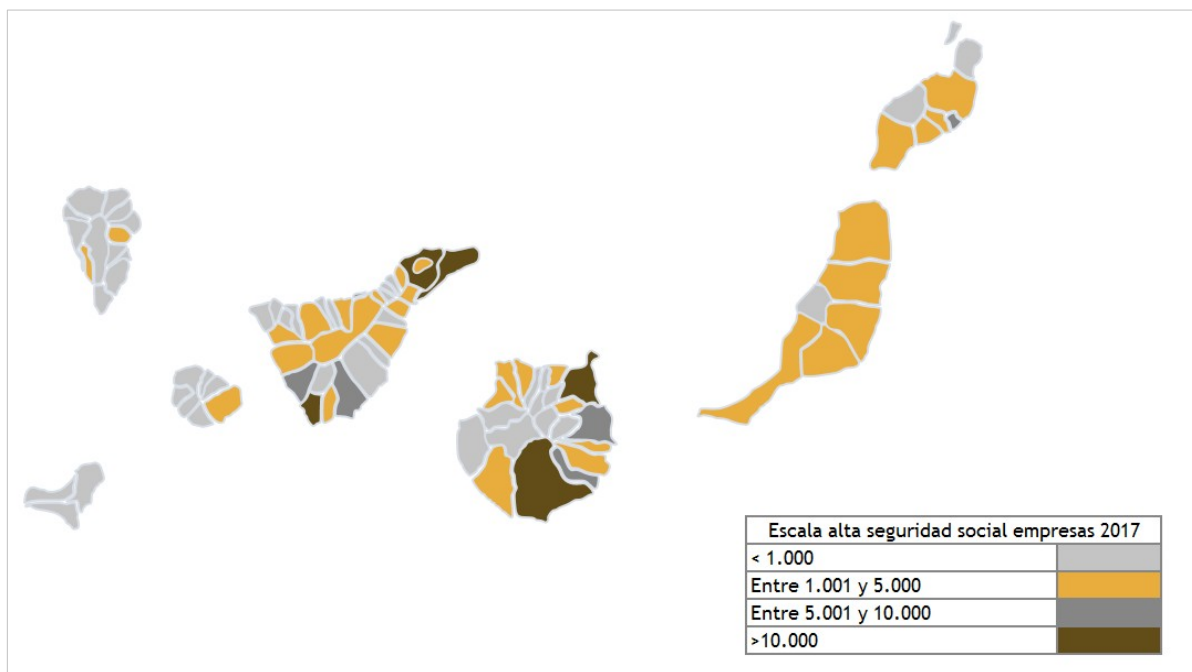 Escala alta seguridad social empresas 2017
< 1.000
Entre 1.001 y 5.000
Entre 5.001 y 10.000
>10.000